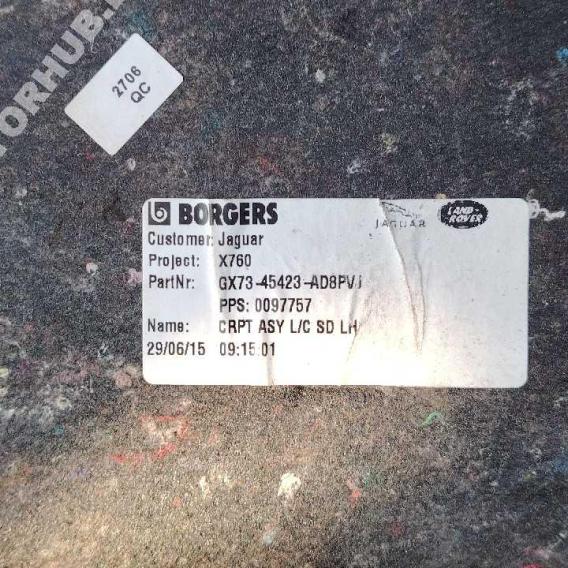 TORHUB.
2706
QC
BORGERS
JAGUAR
LAND-
ROVER
Customer: Jaguar
Project: X760
PartNr: GX73-45423-AD8PVJ
PPS: 0097757
Name: CRPT ASY L/C SD LH
29/06/15 09:15:01